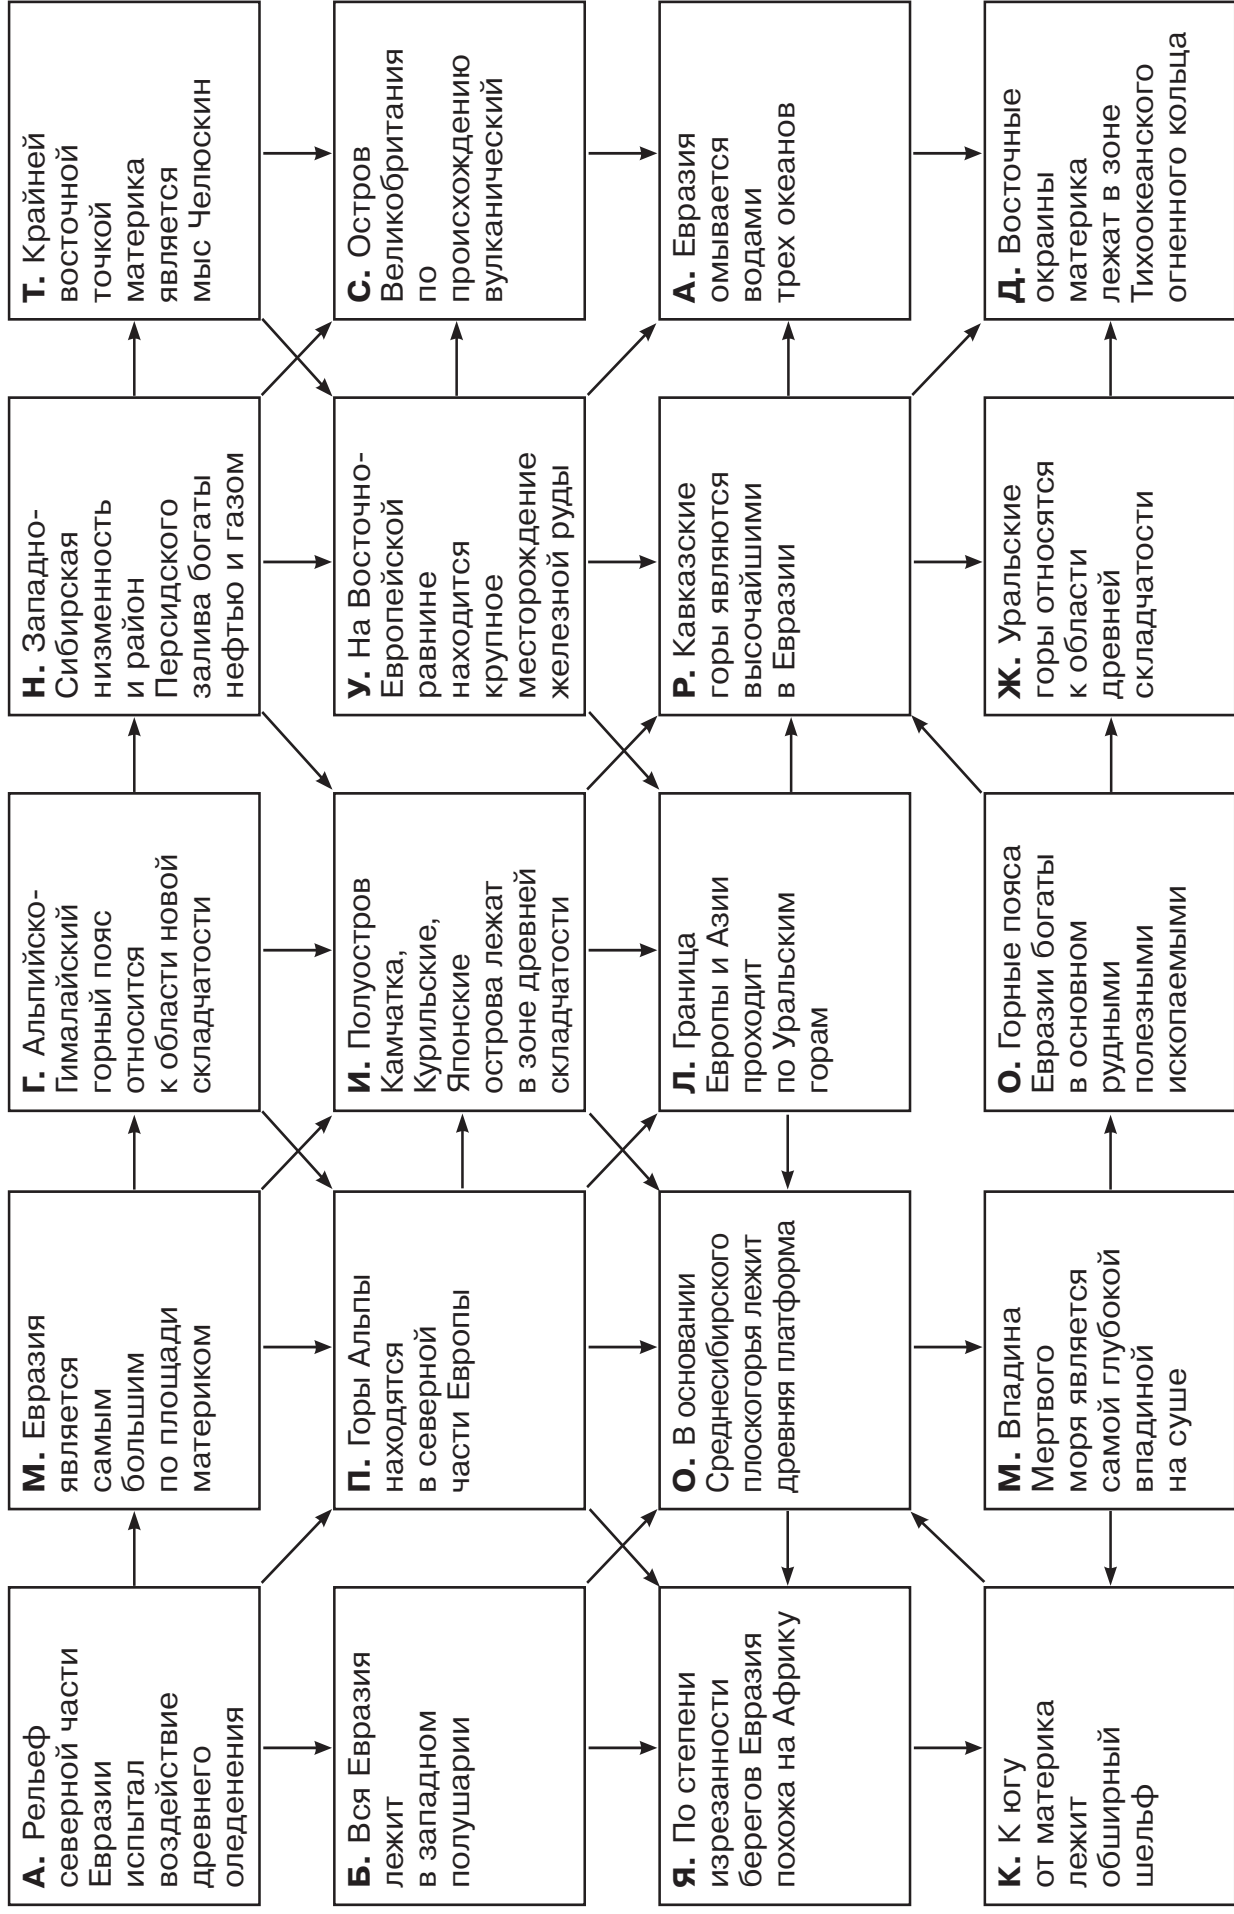 А. Рельеф
северной части
Евразии
испытал
воздействие
древнего
оледенения
М. Евразия
является
самым
большим
по площади
материком
Г. Альпийско-
Гималайский
горный пояс
относится
к области новой
складчатости
Н. Западно-
Сибирская
низменность
и район
Персидского
залива богаты
нефтью и газом
Т. Крайней
восточной
точкой
материка
является
мыс Челюскин
Б. Вся Евразия
лежит
в западном
полушарии
П. Горы Альпы
находятся
в северной
части Европы
И. Полуостров
Камчатка,
Курильские,
Японские
острова лежат
в зоне древней
складчатости
У. На Восточно-
Европейской
равнине
находится
крупное
месторождение
железной руды
С. Остров
Великобритания
по
происхождению
вулканический
Я. По степени
изрезанности
берегов Евразия
похожа на Африку
О. В основании
Среднесибирского
плоскогорья лежит
древняя платформа
Л. Граница
Европы и Азии
проходит
по Уральским
горам
Р. Кавказские
горы являются
высочайшими
в Евразии
А. Евразия
омывается
водами
трех океанов
К. К югу
от материка
лежит
обширный
шельф
М. Впадина
Мертвого
моря является
самой глубокой
впадиной
на суше
О. Горные пояса
Евразии богаты
в основном
рудными
полезными
ископаемыми
Ж. Уральские
горы относятся
к области
древней
складчатости
Д. Восточные
окраины
материка
лежат в зоне
Тихоокеанского
огненного кольца